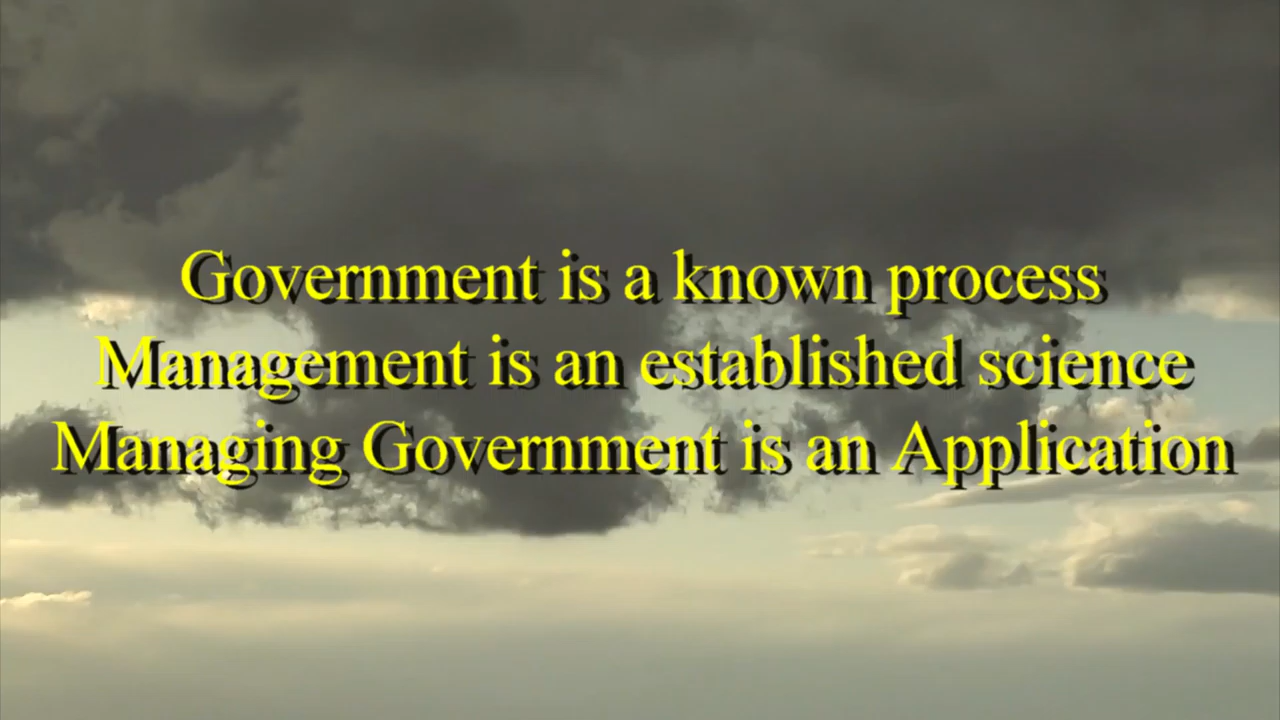 Government is a known process
Management is an established science
Managing Government is an Application